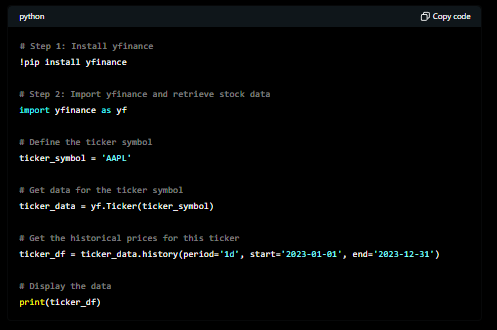 python
Copy code
# Step 1: Install yfinance
!pip install yfinance
# Step 2: Import yfinance and retrieve stock data
import yfinance as yf
# Define the ticker symbol
ticker_symbol = 'AAPL'
# Get data for the ticker symbol
ticker_data = yf.Ticker(ticker_symbol)
# Get the historical prices for this ticker
ticker_df = ticker_data.history(period='1d', start='2023-01-01', end='2023-12-31')
# Display the data
print(ticker_df)